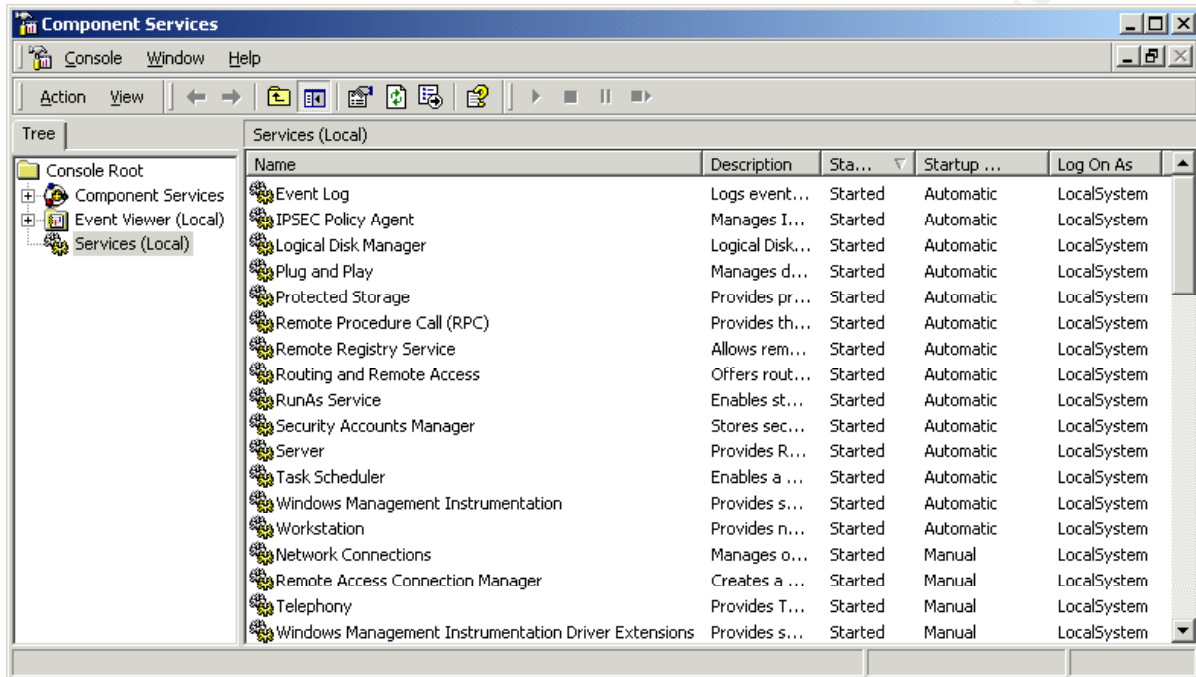 Component Services
Console Window Help
Action View
Tree
Services (Local)
Console Root
Component Services
Event Viewer (Local)
Services (Local)
Name Description Sta... Startup ... Log On As
Event Log Logs event... Started Automatic LocalSystem
IPSEC Policy Agent Manages I... Started Automatic LocalSystem
Logical Disk Manager Logical Disk... Started Automatic LocalSystem
Plug and Play Manages d... Started Automatic LocalSystem
Protected Storage Provides pr... Started Automatic LocalSystem
Remote Procedure Call (RPC) Provides th... Started Automatic LocalSystem
Remote Registry Service Allows rem... Started Automatic LocalSystem
Routing and Remote Access Offers rout... Started Automatic LocalSystem
RunAs Service Enables st... Started Automatic LocalSystem
Security Accounts Manager Stores sec... Started Automatic LocalSystem
Server Provides R... Started Automatic LocalSystem
Task Scheduler Enables a ... Started Automatic LocalSystem
Windows Management Instrumentation Provides s... Started Automatic LocalSystem
Workstation Provides n... Started Automatic LocalSystem
Network Connections Manages o... Started Manual LocalSystem
Remote Access Connection Manager Creates a ... Started Manual LocalSystem
Telephony Provides T... Started Manual LocalSystem
Windows Management Instrumentation Driver Extensions Provides s... Started Manual LocalSystem